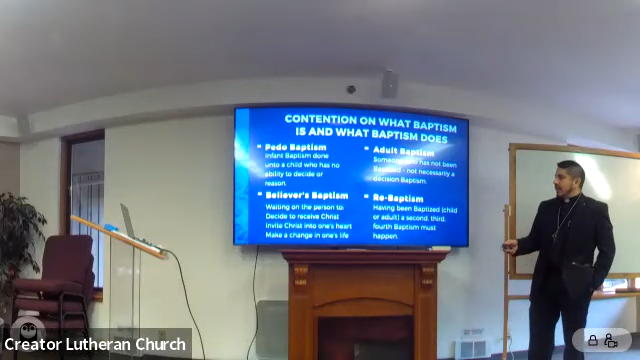 CONTENTION ON WHAT BAPTISM
IS AND WHAT BAPTISM DOES
Pedo Baptism
Infant Baptism done
unto a child who has no
ability to decide or
reason.
Believer's Baptism
Waiting on the person to
Decide to receive Christ
Invite Christ into one's heart
Make a change in one's life
Adult Baptism
Someone who has not been
Baptized - not necessarily a
decision Baptism.
Re-Baptism
Having been Baptized (child
or adult) a second, third,
fourth Baptism must
happen.
Creator Lutheran Church